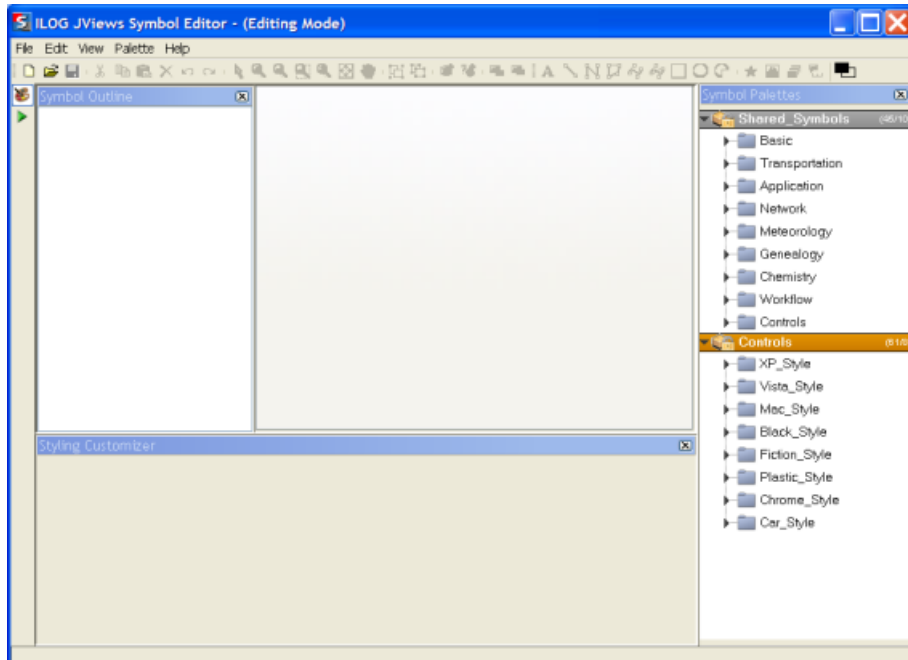 ILOG JViews Symbol Editor - (Editing Mode)
File Edit View Palette Help
A
Symbol Outline
Symbol Palettes
Shared_Symbols
Basic
Transportation
Application
Network
Meteorology
Genealogy
Chemistry
Workflow
Controls
Controls
XP_Style
Vista_Style
Mac_Style
Black_Style
Fiction_Style
Plastic_Style
Chrome_Style
Car_Style
Styling Customizer